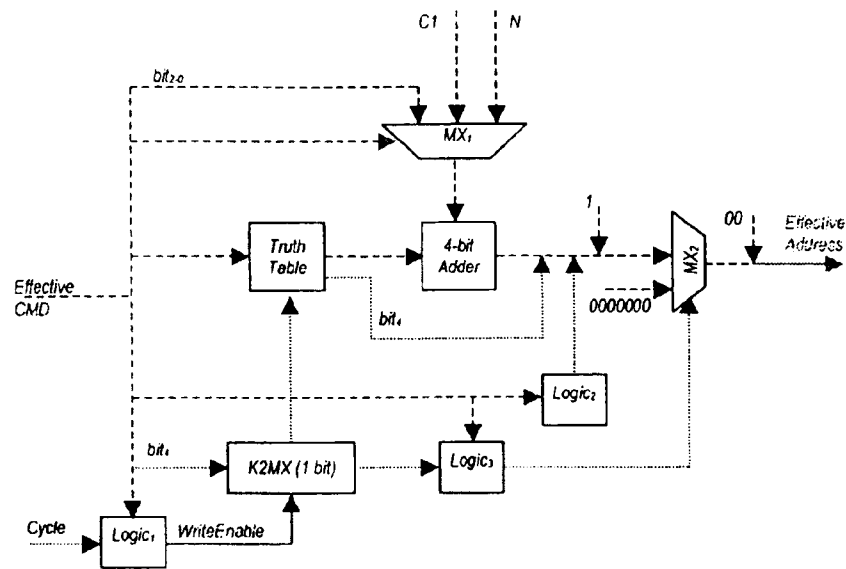 C1 N
bit2-0
MX1
1
00
Effective
Address
Truth
Table
4-bit
Adder
MX2
Effective
CMD
0000000
bit4
Logic2
bit4
K2MX (1 bit)
Logic3
Cycle
Logic1
WriteEnable